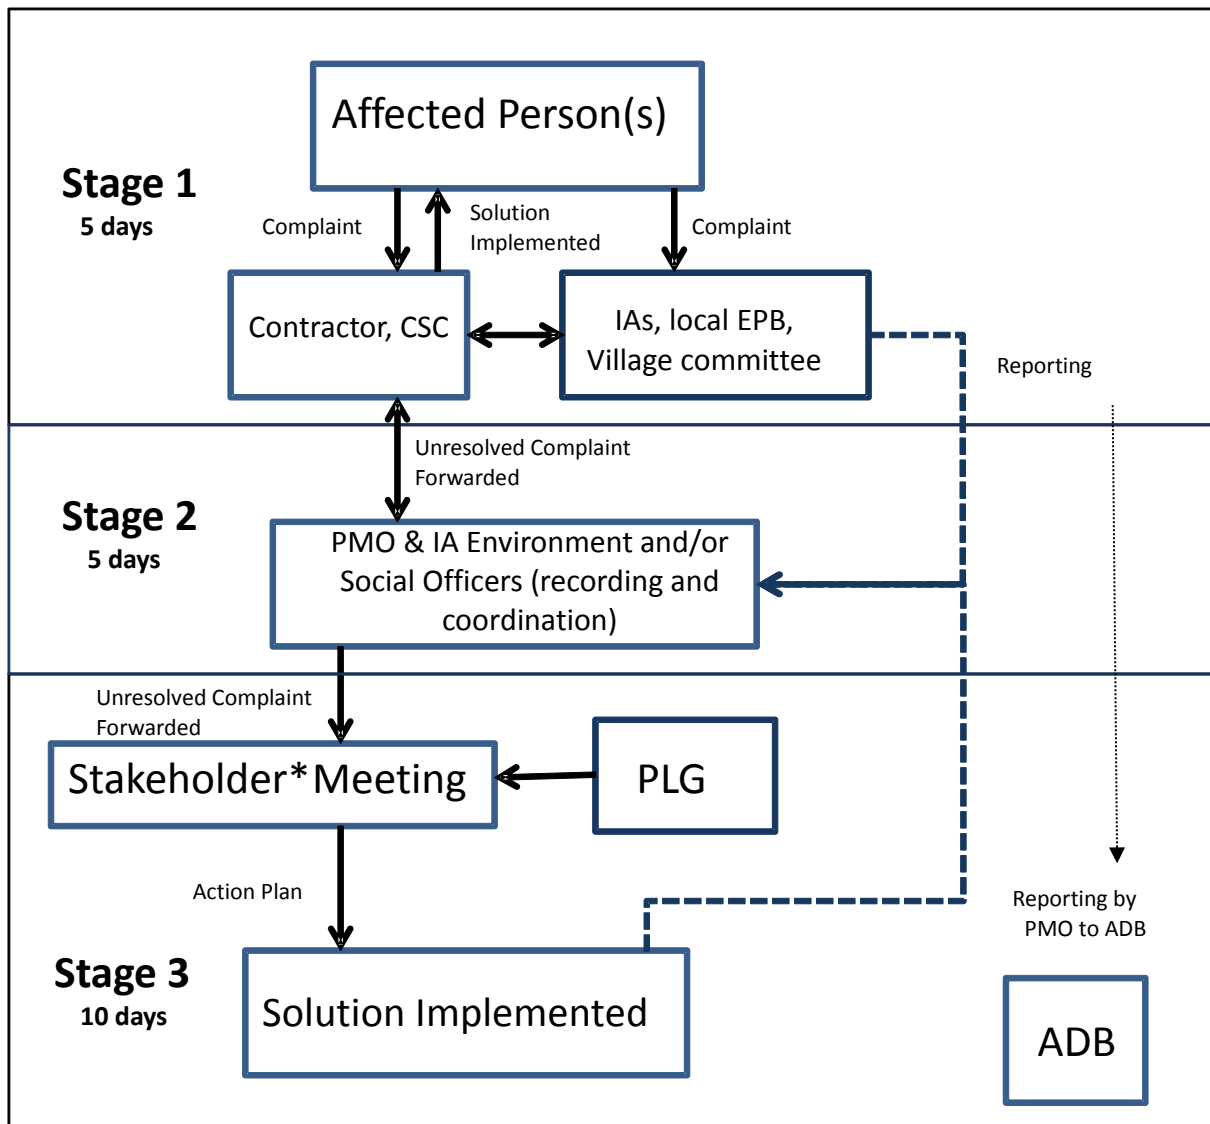 Affected Person(s)
Stage 1
5 days
Complaint
Solution
Implemented
Complaint
Contractor, CSC
IAs, local EPB,
Village committee
Reporting
Unresolved Complaint
Forwarded
Stage 2
5 days
PMO & IA Environment and/or
Social Officers (recording and
coordination)
Unresolved Complaint
Forwarded
Stakeholder*Meeting
PLG
Action Plan
Reporting by
PMO to ADB
Stage 3
10 days
Solution Implemented
ADB